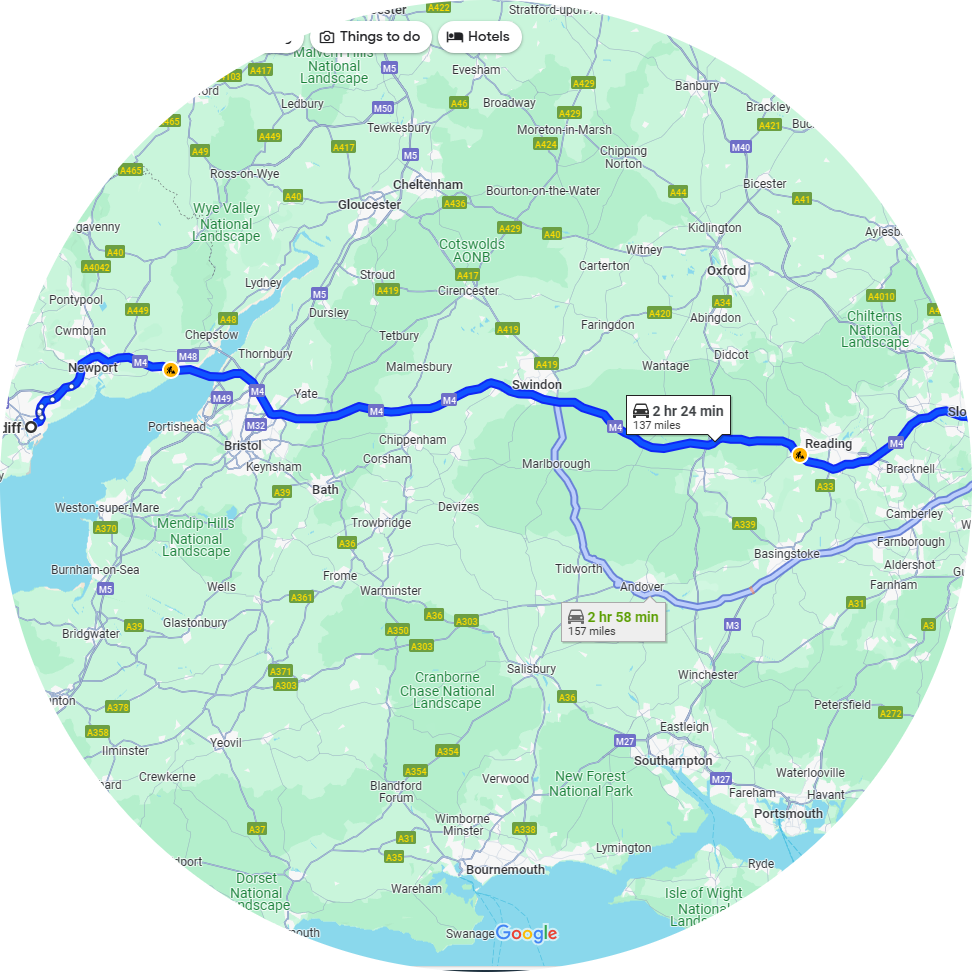 A422
Stratford-upon-A
Things to do
Hotels
Malvern Hills
National
Landscape
M5
A417
A103
Evesham
A429
Banbury
Ledbury
M50
A46
Broadway
A429
Brackley
A465
Tewkesbury
Moreton-in-Marsh
A421
Buc
A449
A49
A417
M5
A424
Chipping
Norton
M40
A465
Ross-on-Wye
Cheltenham
Bicester
A40
Gloucester
A436
Bourton-on-the-Water
A44
A41
Wye Valley
National
Landscape
gavenny
A429
A40
Kidlington
Aylesb
A40
A4042
Cotswolds
AONB
Witney
Carterton
Oxford
Stroud
A417
Lydney
A419
Cirencester
M5
Pontypool
A449
A48
Dursley
A420
A34
A4010
A4
Cwmbran
Chepstow
Tetbury
A419
Faringdon
Abingdon
Chilterns
National
Landscape
Thornbury
M48
M4
Newport
Malmesbury
A419
Wantage
Didcot
Swindon
M49
M4
Yate
M4
M4
Slo
diff
Portishead
M32
Bristol
Chippenham
M4
2 hr 24 min
137 miles
Reading
M4
Corsham
Marlborough
Bracknell
Keynsham
A39
Bath
A33
Weston-super-Mare
A370
Mendip Hills
National
Landscape
Devizes
Trowbridge
A339
Camberley
A36
Farnborough
Burnham-on-Sea
Basingstoke
Aldershot
M5
Wells
Frome
Warminster
Tidworth
Andover
Farnham
A361
A36
A303
2 hr 58 min
157 miles
A31
A39
Glastonbury
A350
A303
M3
A3
Bridgwater
A371
A303
Salisbury
Winchester
Cranborne
Chase National
Landscape
nton
A378
A36
Petersfield
A272
A358
Ilminster
Yeovil
A354
Eastleigh
M27
Southampton
ard
Crewkerne
A354
Blandford
Forum
Verwood
New Forest
National Park
M27
Waterlooville
Fareham
Havant
Portsmouth
A37
Wimborne
Minster
A338
A31
A35
Lymington
Bournemouth
Ryde
dport
Dorset
National
dscape
Wareham
Isle of Wight
National
Land
outh
Swanage
Google